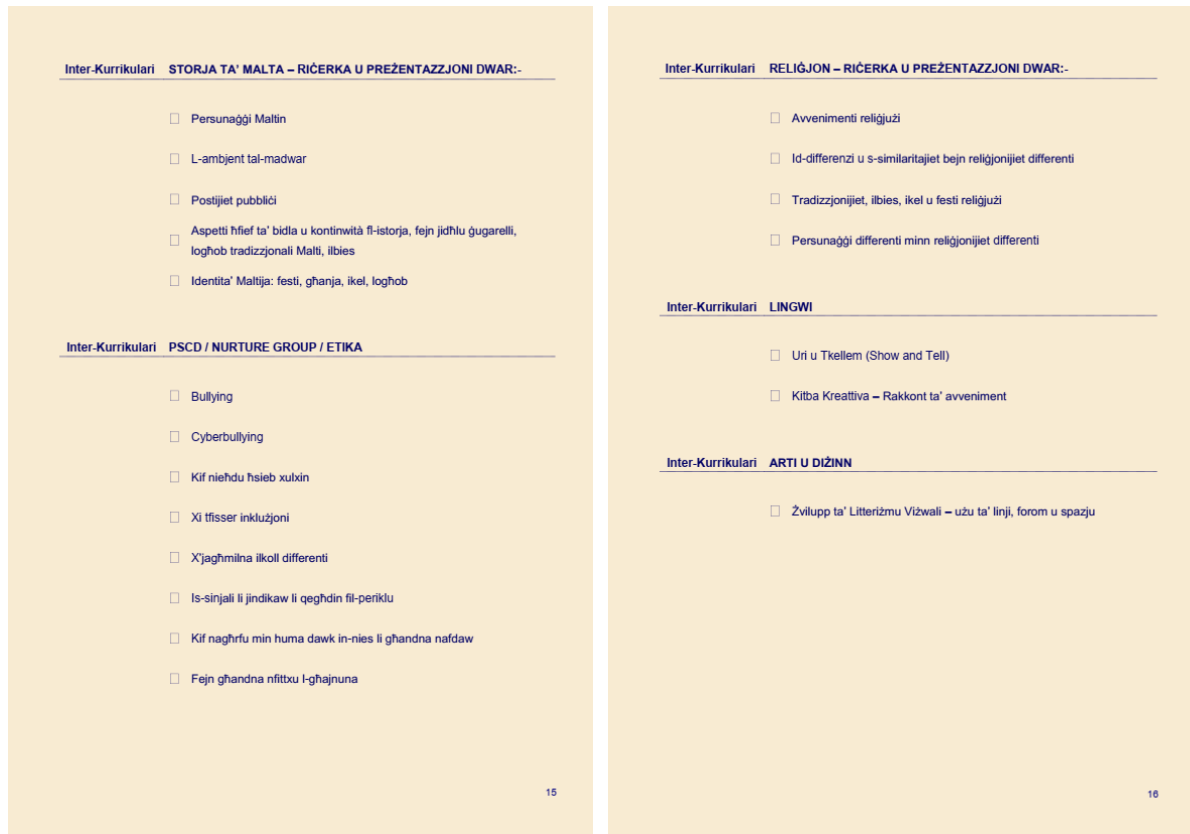 Inter-Kurrikulari STORJA TA' MALTA – RIĊERKA U PREŻENTAZZJONI DWAR:-
Persunaġġi Maltin
L-ambjent tal-madwar
Postijiet pubbliċi
Aspetti ħfief ta' bidla u kontinwità fl-istorja, fejn jidħlu ġugarelli,
logħob tradizzjonali Malti, ilbies
Identita' Maltija: festi, għanja, ikel, logħob
Inter-Kurrikulari PSCD / NURTURE GROUP / ETIKA
Bullying
Cyberbullying
Kif nieħdu ħsieb xulxin
Xi tfisser inklużjoni
X'jagħmilna ilkoll differenti
Is-sinjali li jindikaw li qegħdin fil-periklu
Kif nagħrfu min huma dawk in-nies li għandna nafdaw
Fejn għandna nfittxu l-għajnuna
15
Inter-Kurrikulari RELIĠJON – RIĊERKA U PREŻENTAZZJONI DWAR:-
Avvenimenti reliġjużi
Id-differenzi u s-similaritajiet bejn reliġjonijiet differenti
Tradizzjonijiet, ilbies, ikel u festi reliġjużi
Persunaġġi differenti minn reliġjonijiet differenti
Inter-Kurrikulari LINGWI
Uri u Tkellem (Show and Tell)
Kitba Kreattiva – Rakkont ta' avveniment
Inter-Kurrikulari ARTI U DIŻINN
Żvilupp ta' Litteriżmu Viżwali – użu ta' linji, forom u spazju
16